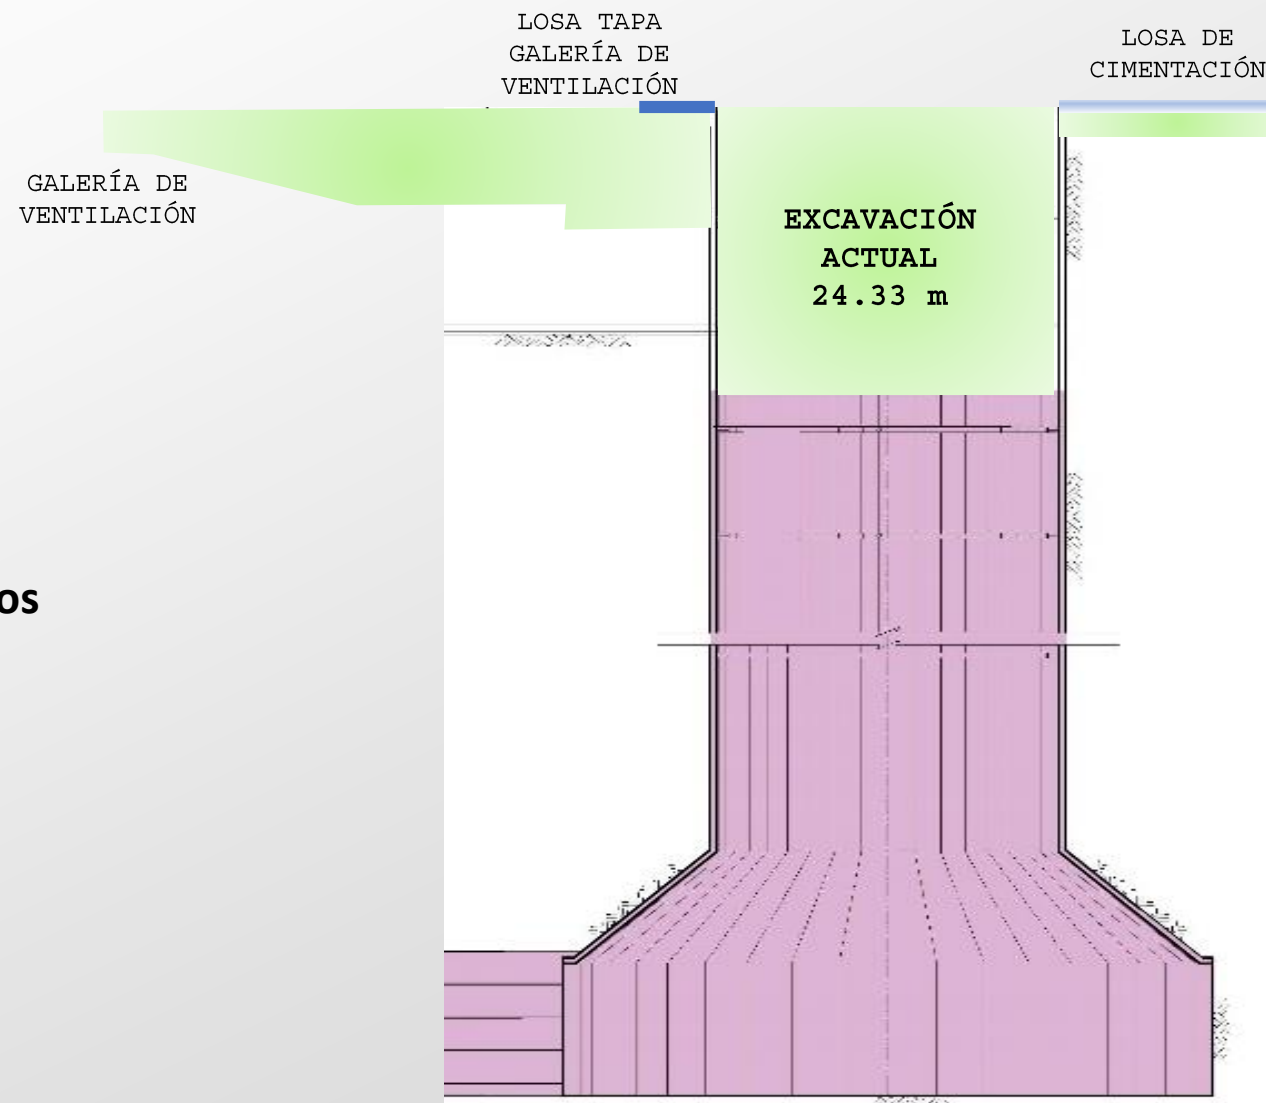 LOSA TAPA
GALERÍA DE
VENTILACIÓN
LOSA DE
CIMENTACIÓN
GALERÍA DE
VENTILACIÓN
EXCAVACIÓN
ACTUAL
24.33 m
os